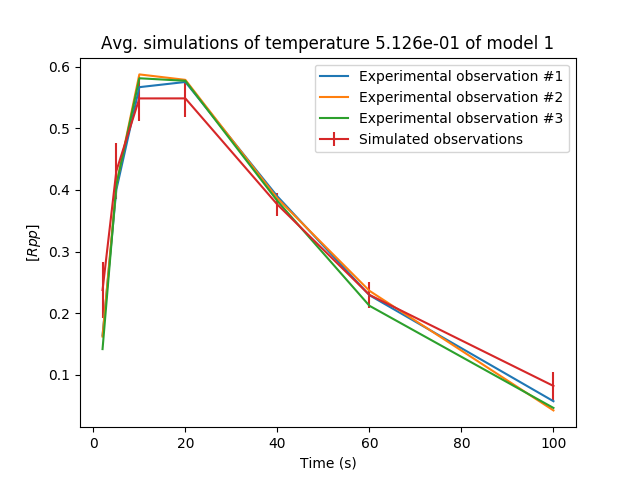 Avg. simulations of temperature 5.126e-01 of model 1
Experimental observation #1
Experimental observation #2
Experimental observation #3
Simulated observations
[Rpp]
0.6
0.5
0.4
0.3
0.2
0.1
0 20 40 60 80 100
Time (s)